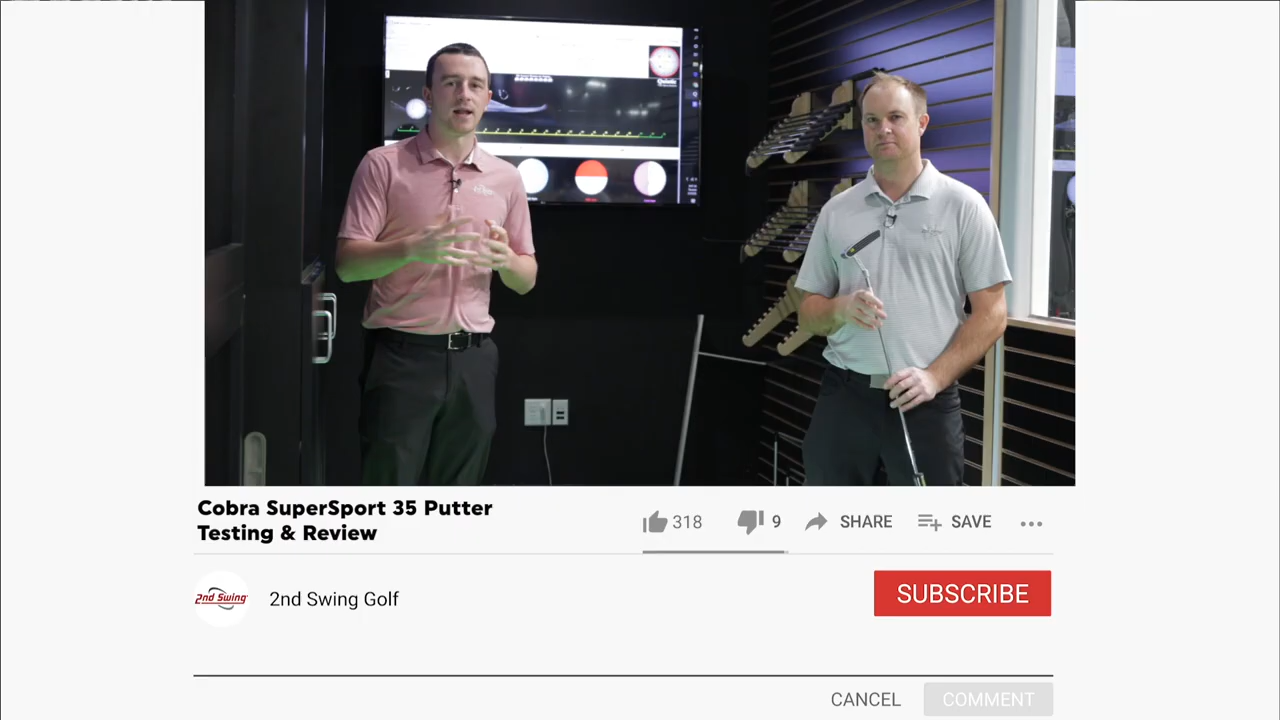 Cobra SuperSport 35 Putter
Testing & Review
318
9
SHARE
SAVE
2nd Swing
2nd Swing Golf
SUBSCRIBE
CANCEL
COMMENT